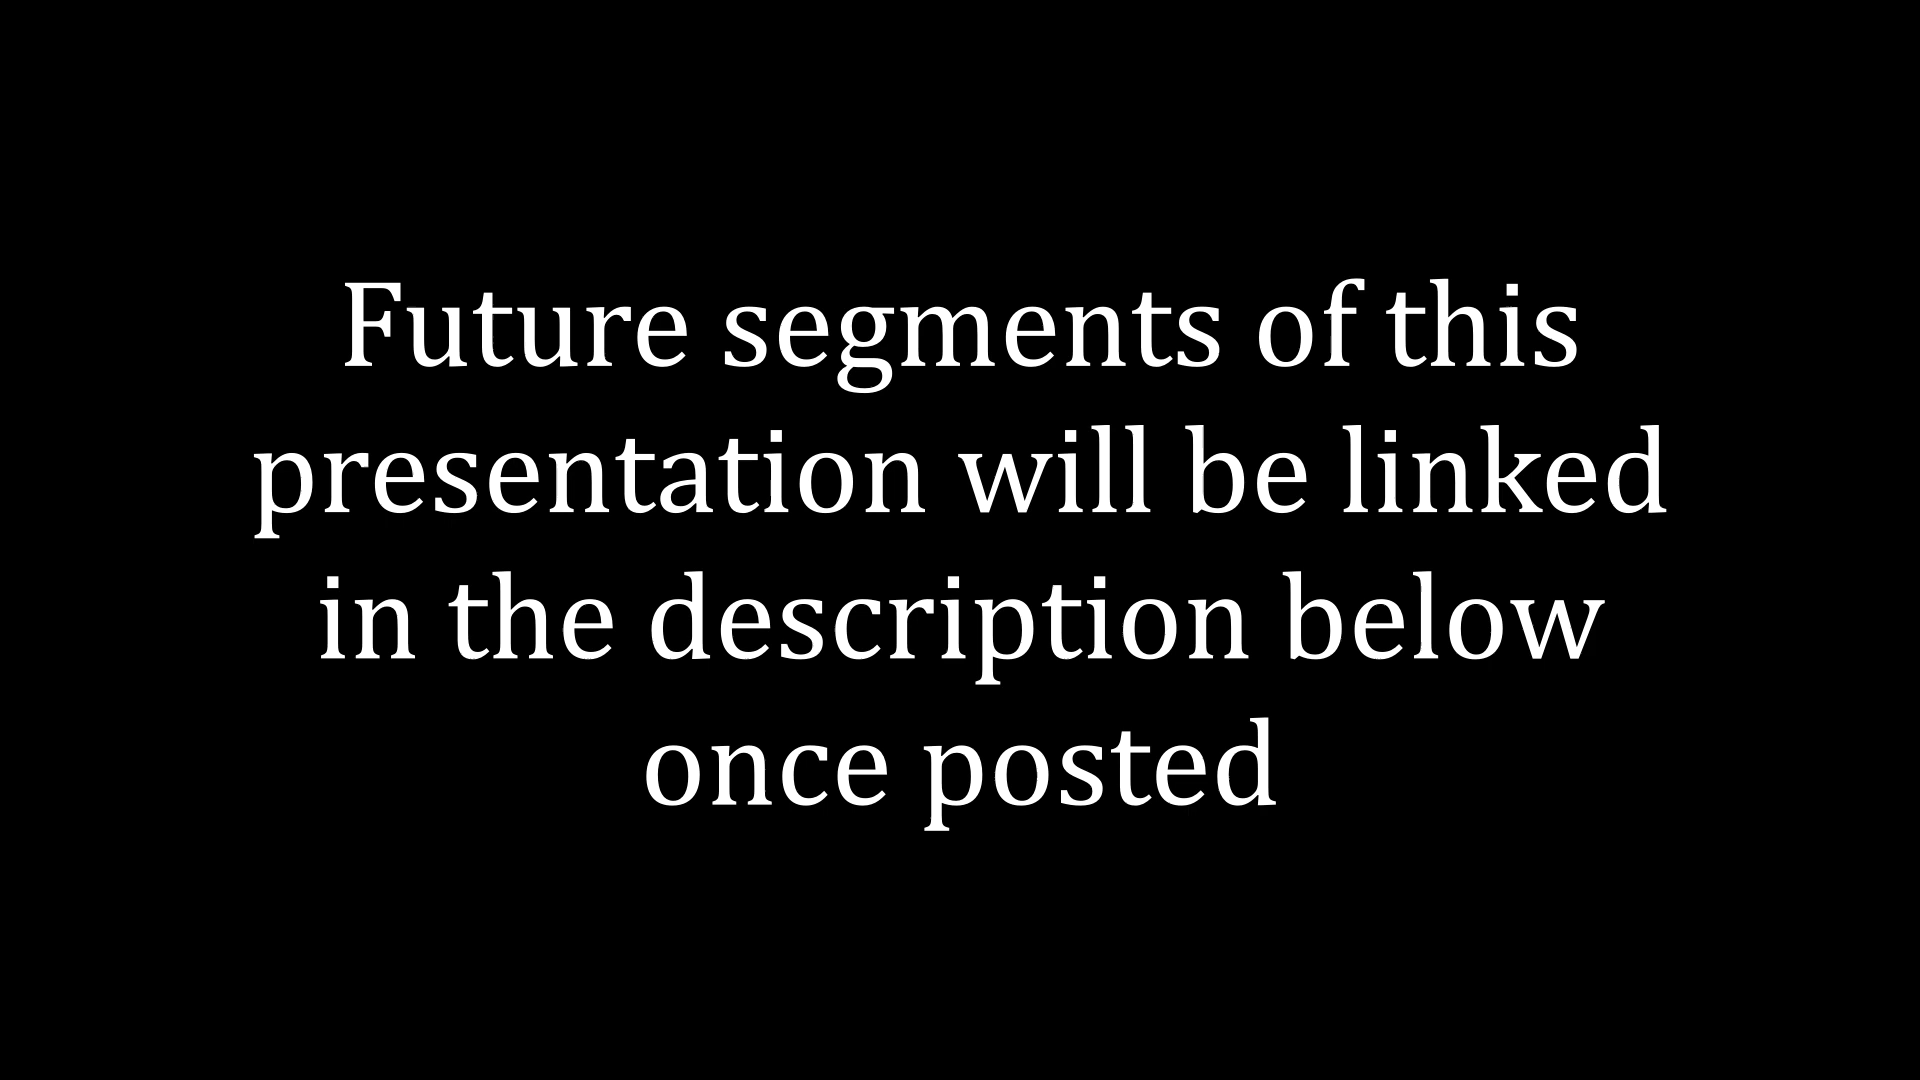 Future segments of this
presentation will be linked
in the description below
once posted